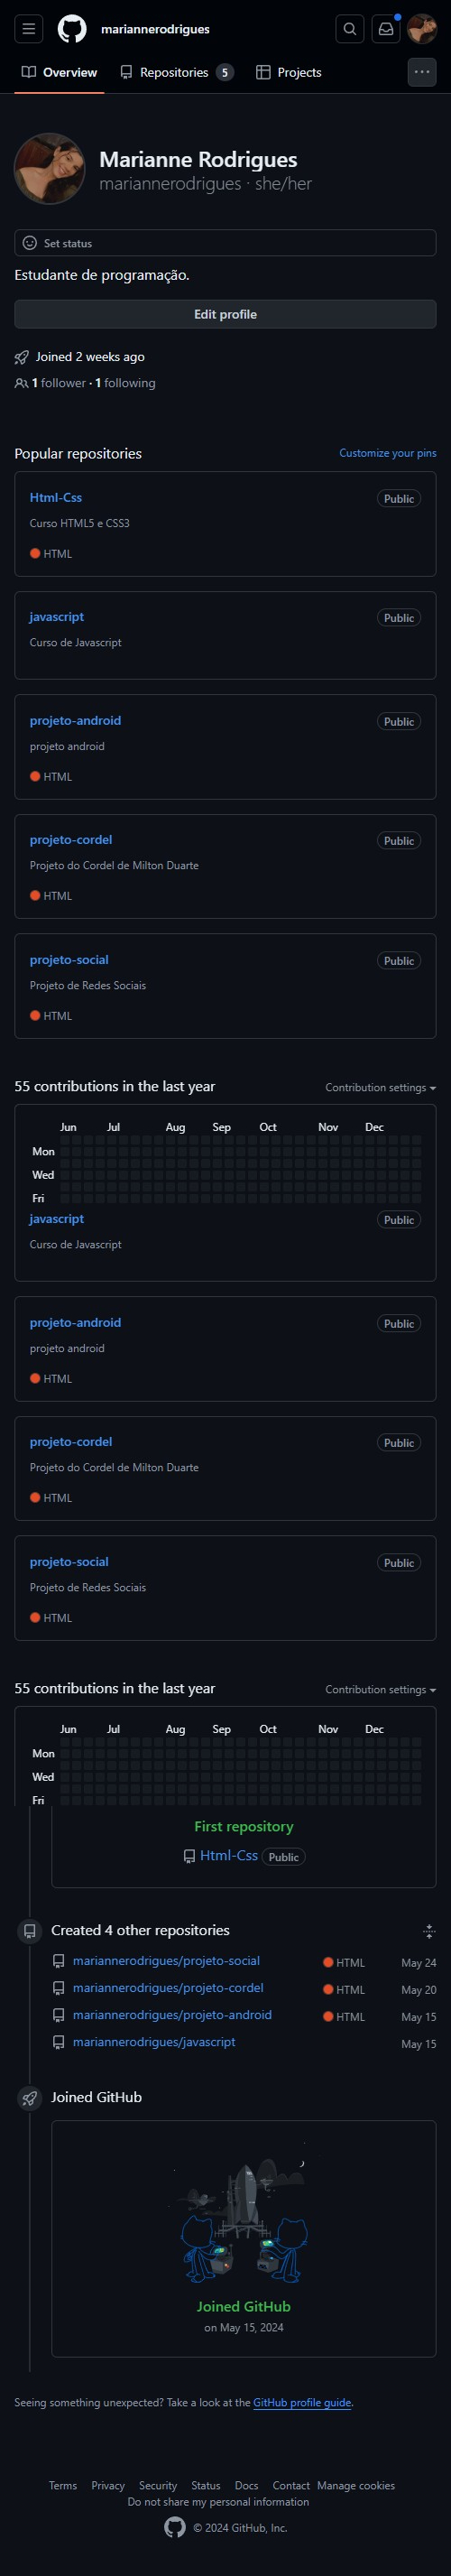 mariannerodrigues
Overview Repositories 5 Projects
Marianne Rodrigues
mariannerodrigues · she/her
Set status
Estudante de programação.
Edit profile
Joined 2 weeks ago
1 follower · 1 following
Popular repositories Customize your pins
Html-Css Public
Curso HTML5 e CSS3
HTML
javascript Public
Curso de Javascript
projeto-android Public
projeto android
HTML
projeto-cordel Public
Projeto do Cordel de Milton Duarte
HTML
projeto-social Public
Projeto de Redes Sociais
HTML
55 contributions in the last year Contribution settings
Jun Jul Aug Sep Oct Nov Dec
Mon
Wed
Fri
javascript Public
Curso de Javascript
projeto-android Public
projeto android
HTML
projeto-cordel Public
Projeto do Cordel de Milton Duarte
HTML
projeto-social Public
Projeto de Redes Sociais
HTML
55 contributions in the last year Contribution settings
Jun Jul Aug Sep Oct Nov Dec
Mon
Wed
Fri
First repository
Html-Css Public
Created 4 other repositories
mariannerodrigues/projeto-social HTML May 24
mariannerodrigues/projeto-cordel HTML May 20
mariannerodrigues/projeto-android HTML May 15
mariannerodrigues/javascript May 15
Joined GitHub
Joined GitHub
on May 15, 2024
Seeing something unexpected? Take a look at the GitHub profile guide.
Terms Privacy Security Status Docs Contact Manage cookies
Do not share my personal information
© 2024 GitHub, Inc.